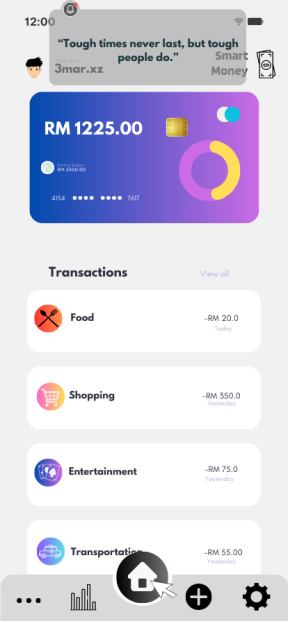 12:00
“Tough times never last, but tough
people do.”
3mar.xz
Smart
Money
RM 1225.00
RM 2500.00
4154 •••• •••• 7617
Transactions
View all
Food
-RM 20.0
Today
Shopping
-RM 350.0
Yesterday
Entertainment
-RM 75.0
Yesterday
Transportation
-RM 55.00
Yesterday